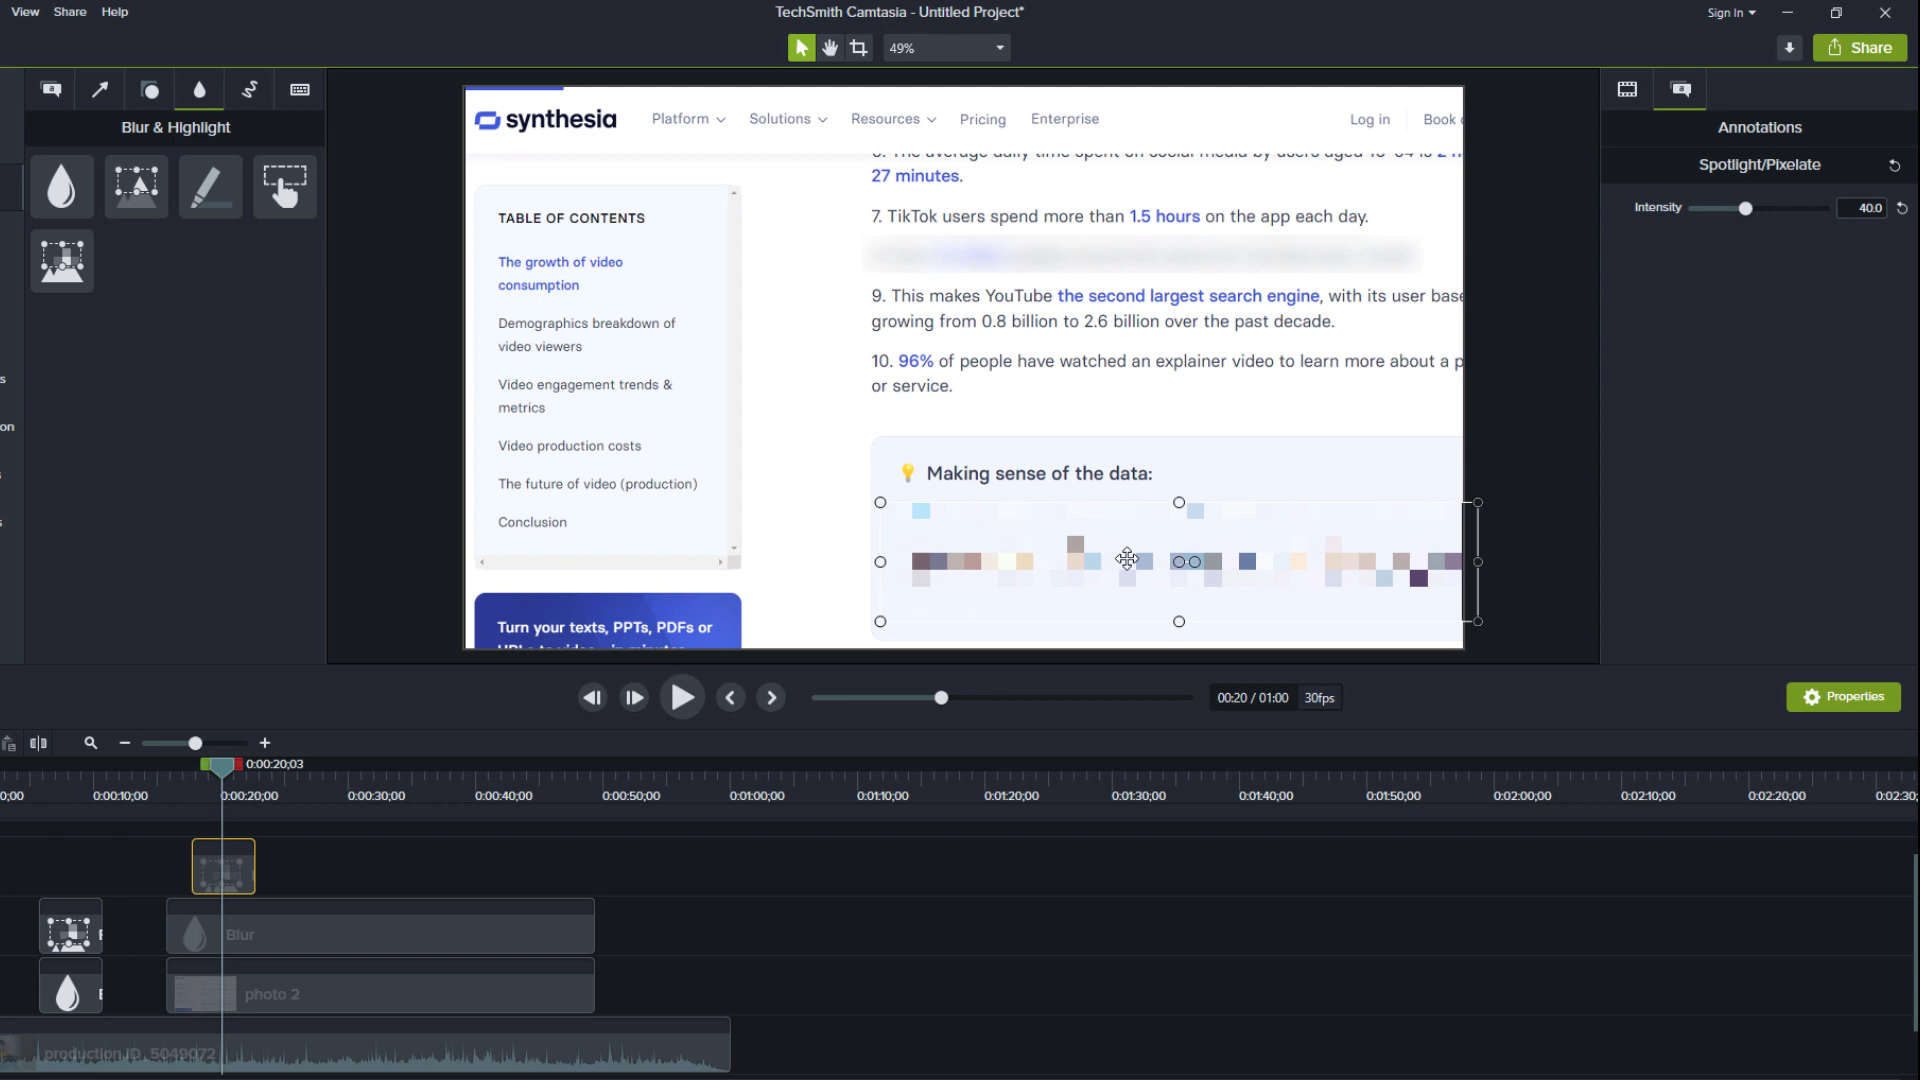 View Share Help
TechSmith Camtasia - Untitled Project*
Sign In
49%
Share
Blur & Highlight
Annotations
Spotlight/Pixelate
Intensity 40.0
synthesia
Platform
Solutions
Resources
Pricing
Enterprise
Log in
Book
TABLE OF CONTENTS
The growth of video
consumption
Demographics breakdown of
video viewers
Video engagement trends &
metrics
Video production costs
The future of video (production)
Conclusion
Turn your texts, PPTs, PDFs or
27 minutes.
7. TikTok users spend more than 1.5 hours on the app each day.
9. This makes YouTube the second largest search engine, with its user base
growing from 0.8 billion to 2.6 billion over the past decade.
10. 96% of people have watched an explainer video to learn more about a p
or service.
Making sense of the data:
00:20 / 01:00 30fps
Properties
0:00:20;03
0;00 0:00:10;00 0:00:20;00 0:00:30;00 0:00:40;00 0:00:50;00 0:01:00;00 0:01:10;00 0:01:20;00 0:01:30;00 0:01:40;00 0:01:50;00 0:02:00;00 0:02:10;00 0:02:20;00 0:02:30;
Blur
photo 2
production ID_5049072